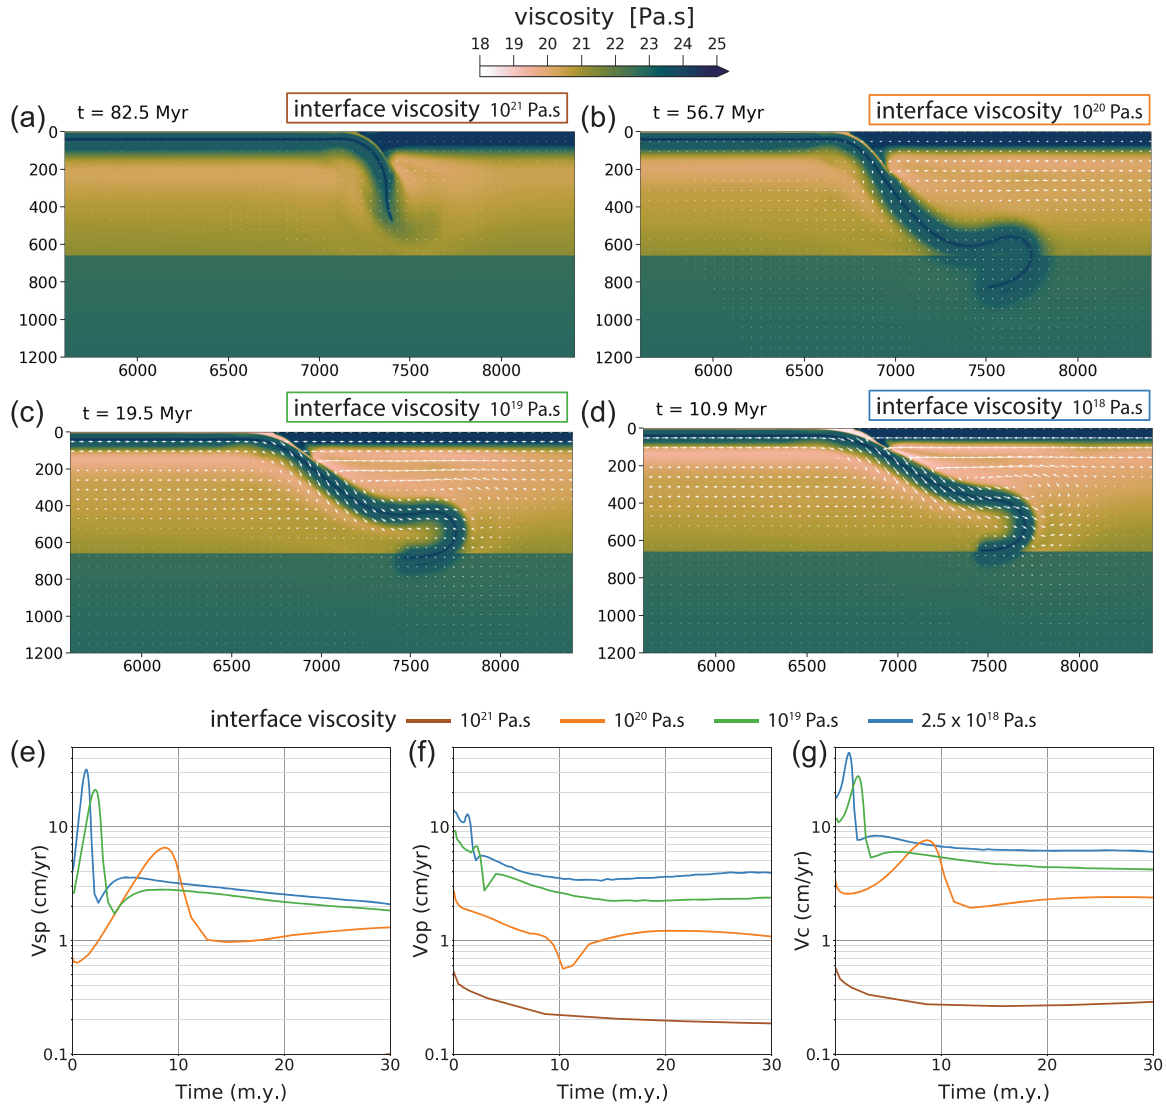 viscosity [Pa.s]
18 19 20 21 22 23 24 25
(a) t = 82.5 Myr interface viscosity 10²¹ Pa.s
0
200
400
600
800
1000
1200
6000 6500 7000 7500 8000
(b) t = 56.7 Myr interface viscosity 10²⁰ Pa.s
0
200
400
600
800
1000
1200
6000 6500 7000 7500 8000
(c) t = 19.5 Myr interface viscosity 10¹⁹ Pa.s
0
200
400
600
800
1000
1200
6000 6500 7000 7500 8000
(d) t = 10.9 Myr interface viscosity 10¹⁸ Pa.s
0
200
400
600
800
1000
1200
6000 6500 7000 7500 8000
interface viscosity 10²¹ Pa.s 10²⁰ Pa.s 10¹⁹ Pa.s 2.5 x 10¹⁸ Pa.s
(e)
Vsp (cm/yr)
10
1
0.1
0 10 20 30
Time (m.y.)
(f)
Vop (cm/yr)
10
1
0.1
0 10 20 30
Time (m.y.)
(g)
Vc (cm/yr)
10
1
0.1
0 10 20 30
Time (m.y.)